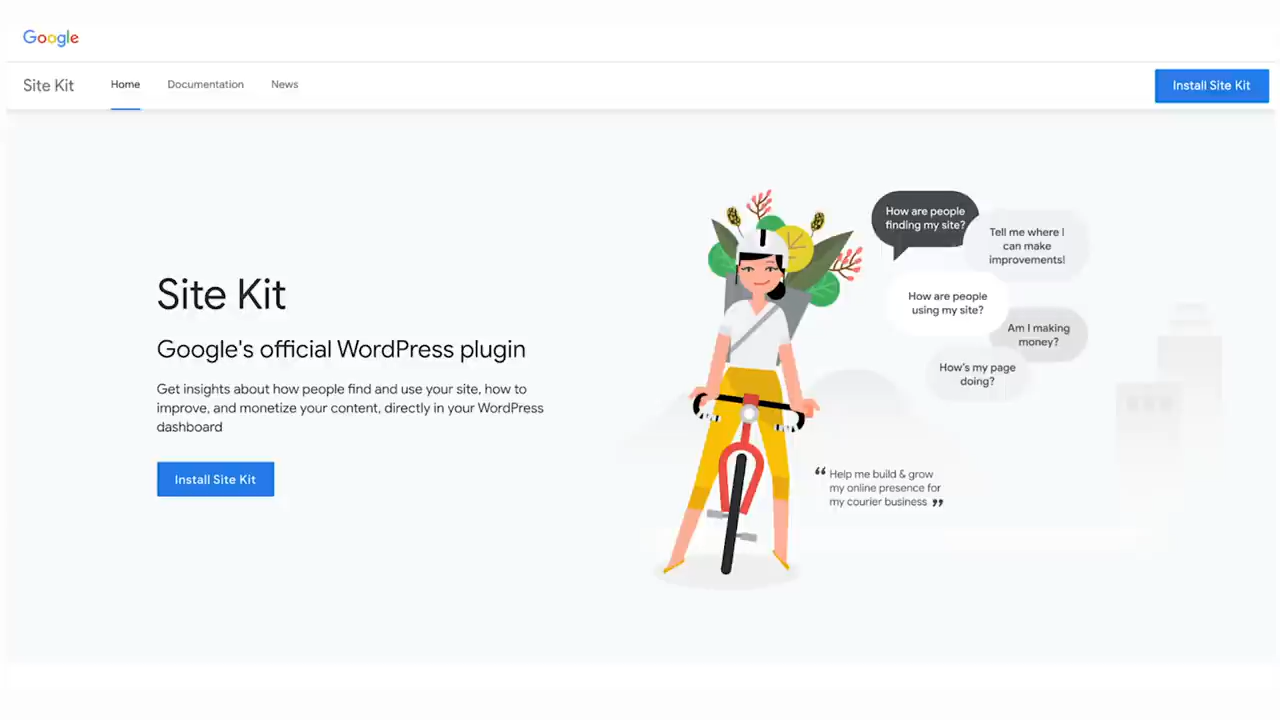 Google
Site Kit
Home
Documentation
News
Install Site Kit
Site Kit
Google's official WordPress plugin
Get insights about how people find and use your site, how to
improve, and monetize your content, directly in your WordPress
dashboard
Install Site Kit
How are people
finding my site?
Tell me where I
can make
improvements!
How are people
using my site?
Am I making
money?
How's my page
doing?
“ Help me build & grow
my online presence for
my courier business ”